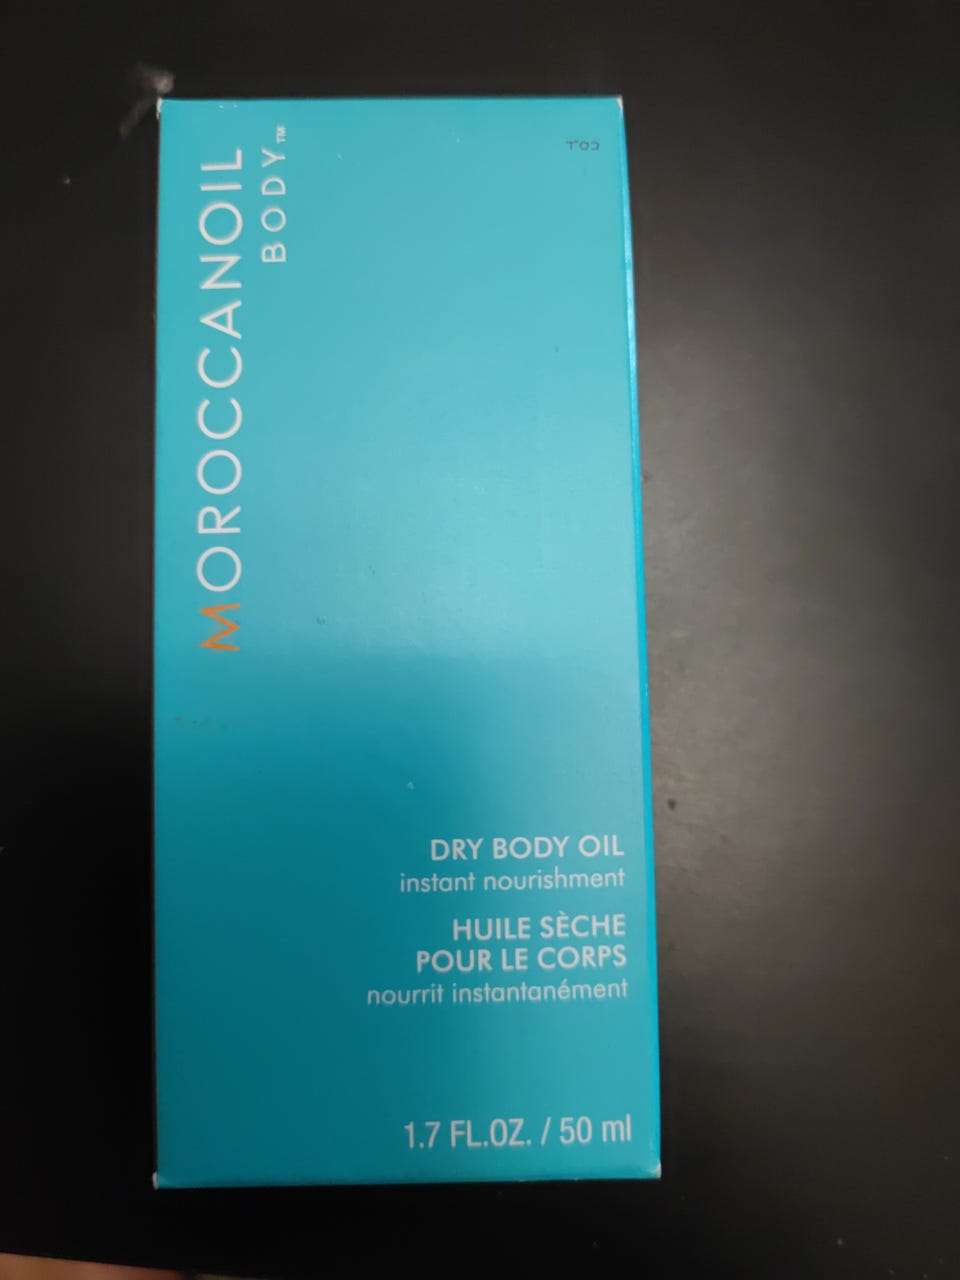 MOROCCANOIL
BODY™
כס.ד
DRY BODY OIL
instant nourishment
HUILE SÈCHE
POUR LE CORPS
nourrit instantanément
1.7 FL.OZ. / 50 ml